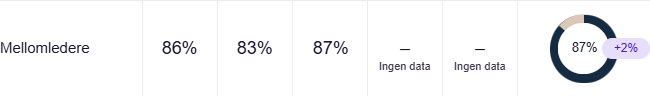 Mellomledere 86% 83% 87% – – 87% +2%
Ingen data Ingen data